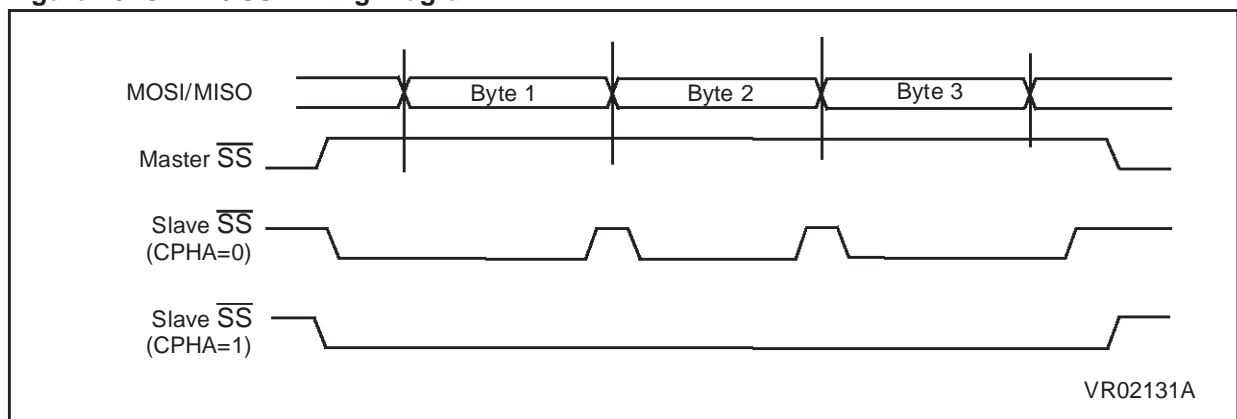 MOSI/MISO
Byte 1 Byte 2 Byte 3
Master SS
Slave SS
(CPHA=0)
Slave SS
(CPHA=1)
VR02131A